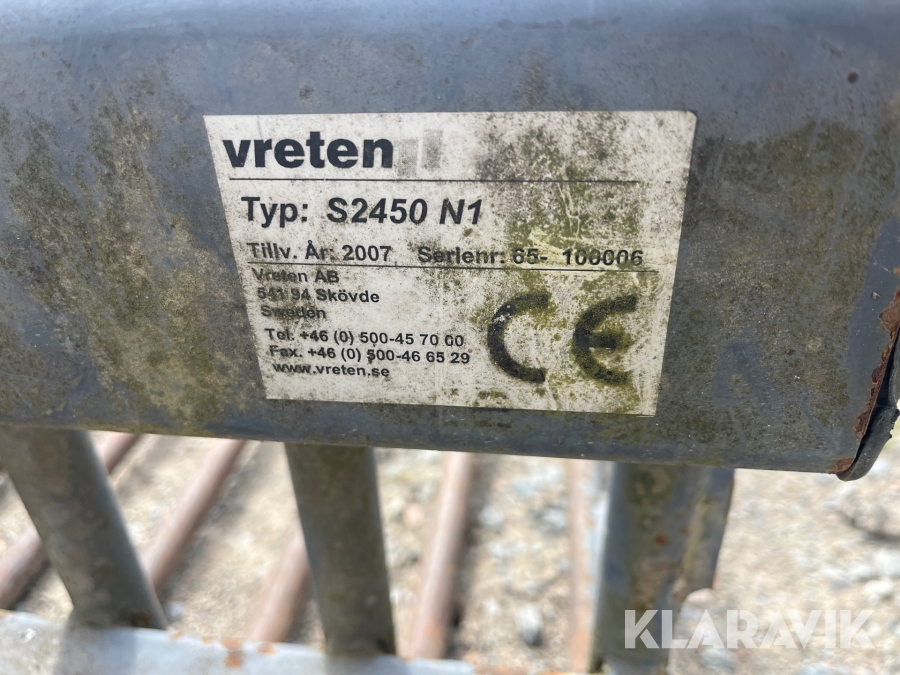 vreten
Typ: S2450 N1
Tillv. År: 2007 Serienr: 65- 100006
Vreten AB
541 94 Skövde
Sweden
Tel. +46 (0) 500-45 70 00
Fax. +46 (0) 500-46 65 29
www.vreten.se
CE
KLARAVIK